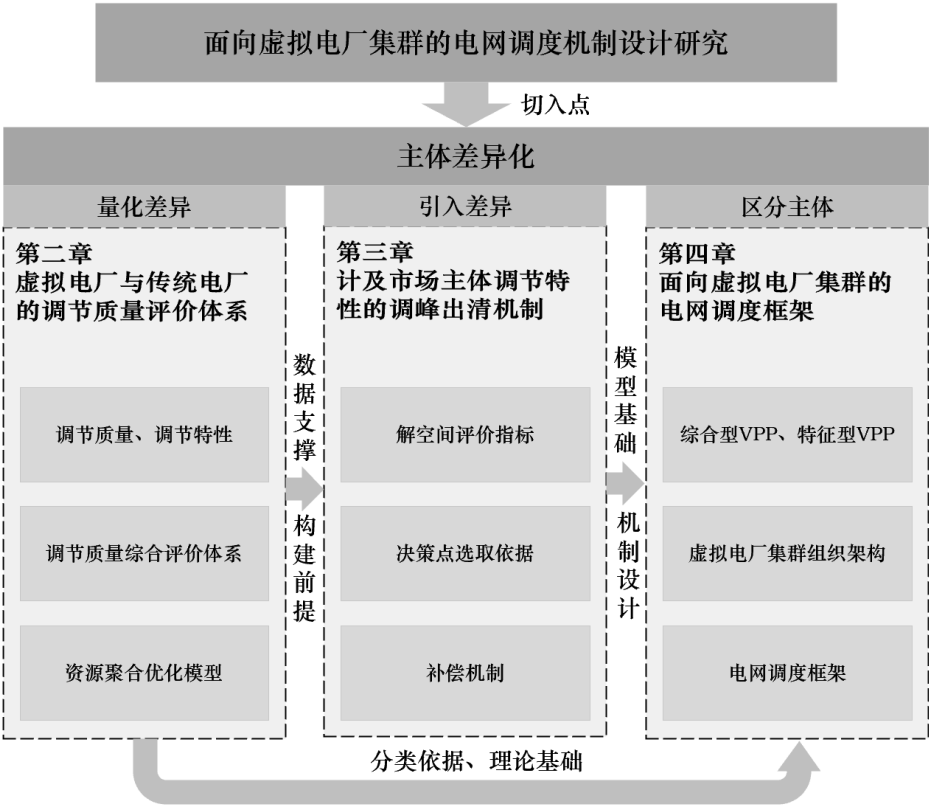 面向虚拟电厂集群的电网调度机制设计研究
切入点
主体差异化
量化差异
引入差异
区分主体
第二章
虚拟电厂与传统电厂
的调节质量评价体系
调节质量、调节特性
调节质量综合评价体系
资源聚合优化模型
数据支撑
构建前提
第三章
计及市场主体调节特
性的调峰出清机制
解空间评价指标
决策点选取依据
补偿机制
模型基础
机制设计
第四章
面向虚拟电厂集群的
电网调度框架
综合型VPP、特征型VPP
虚拟电厂集群组织架构
电网调度框架
分类依据、理论基础